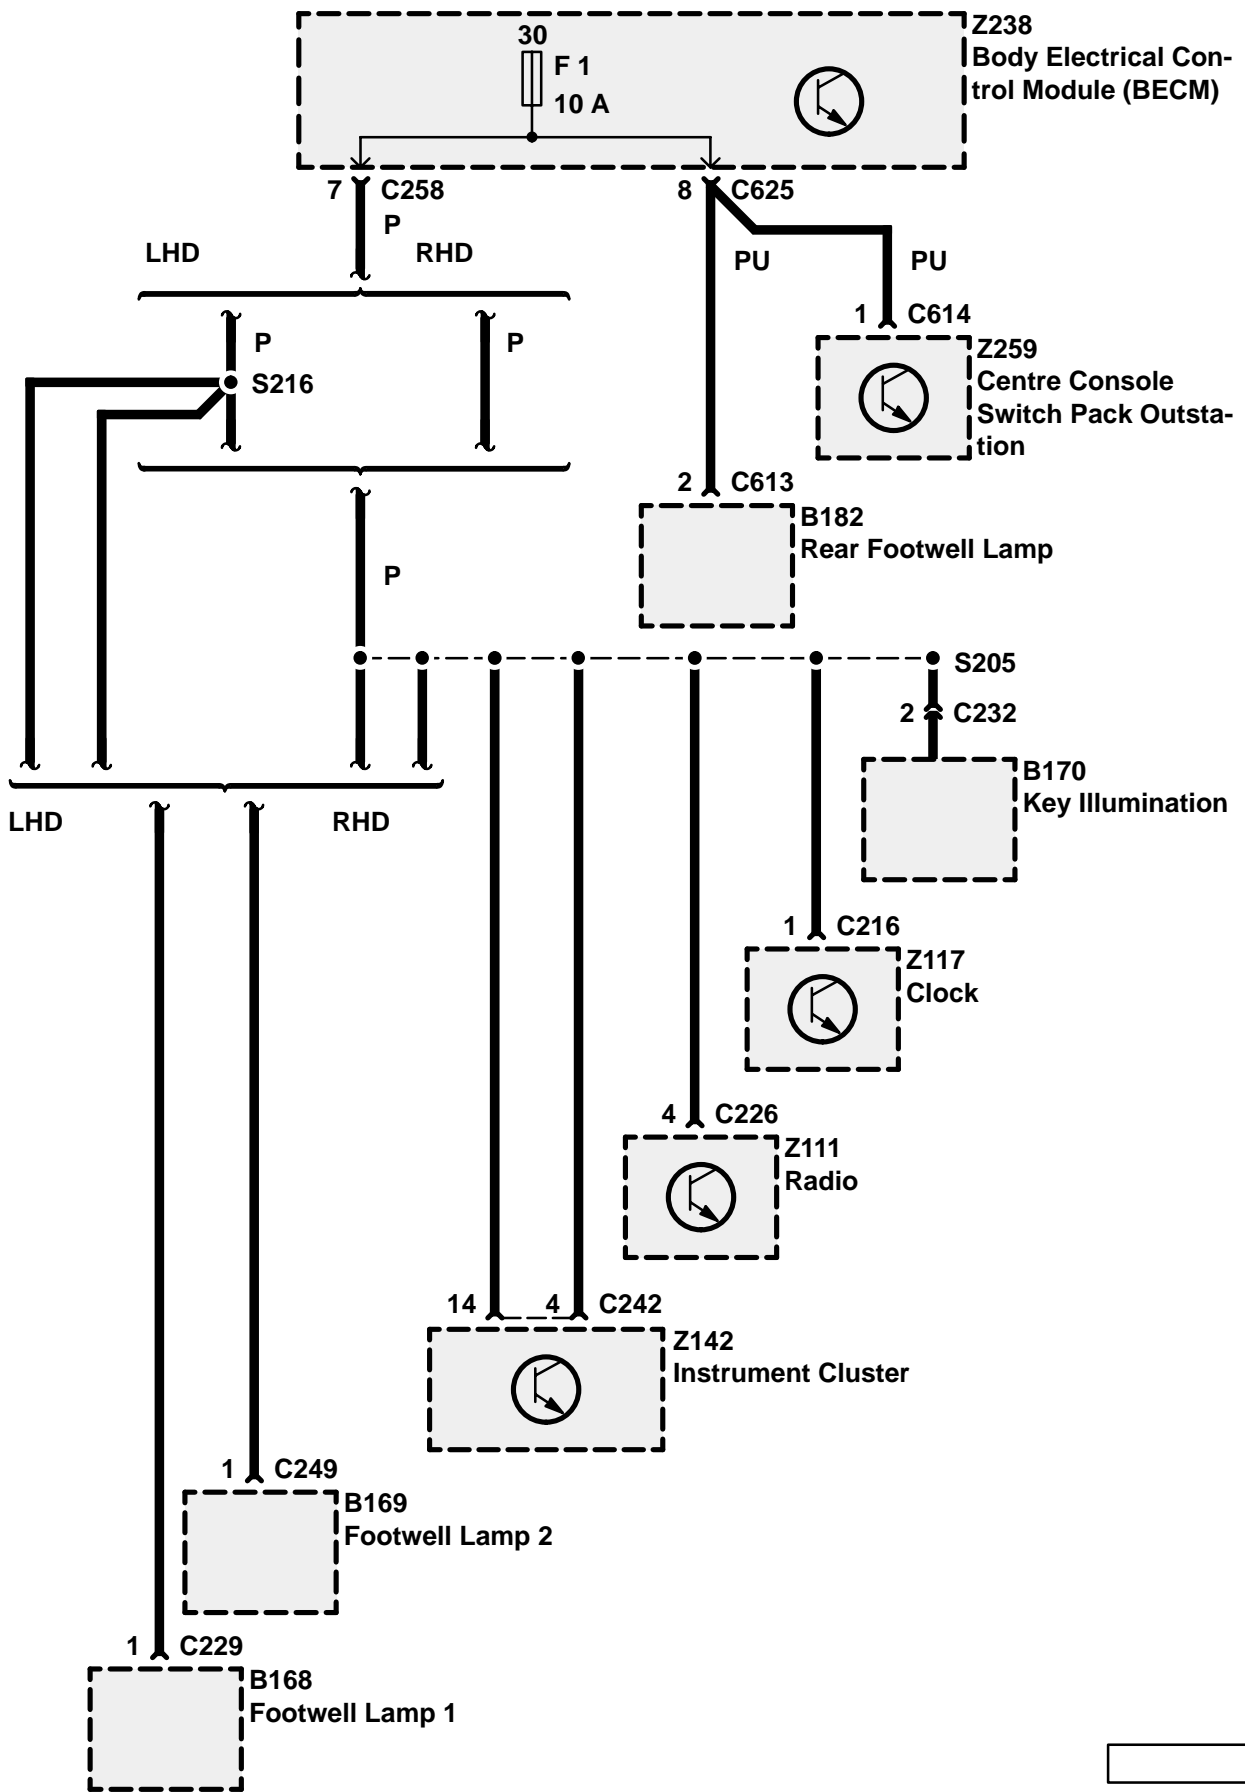 Z238
Body Electrical Con-
trol Module (BECM)
30
F 1
10 A
7 C258
8 C625
P
LHD
RHD
PU
PU
P
P
S216
1 C614
Z259
Centre Console
Switch Pack Outsta-
tion
2 C613
B182
Rear Footwell Lamp
P
S205
2 C232
B170
Key Illumination
LHD
RHD
1 C216
Z117
Clock
4 C226
Z111
Radio
14 4 C242
Z142
Instrument Cluster
1 C249
B169
Footwell Lamp 2
1 C229
B168
Footwell Lamp 1